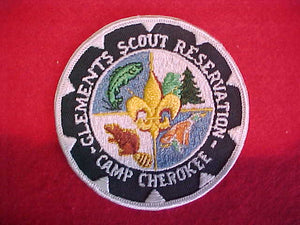 CLEMENTS SCOUT RESERVATION
CAMP CHEROKEE